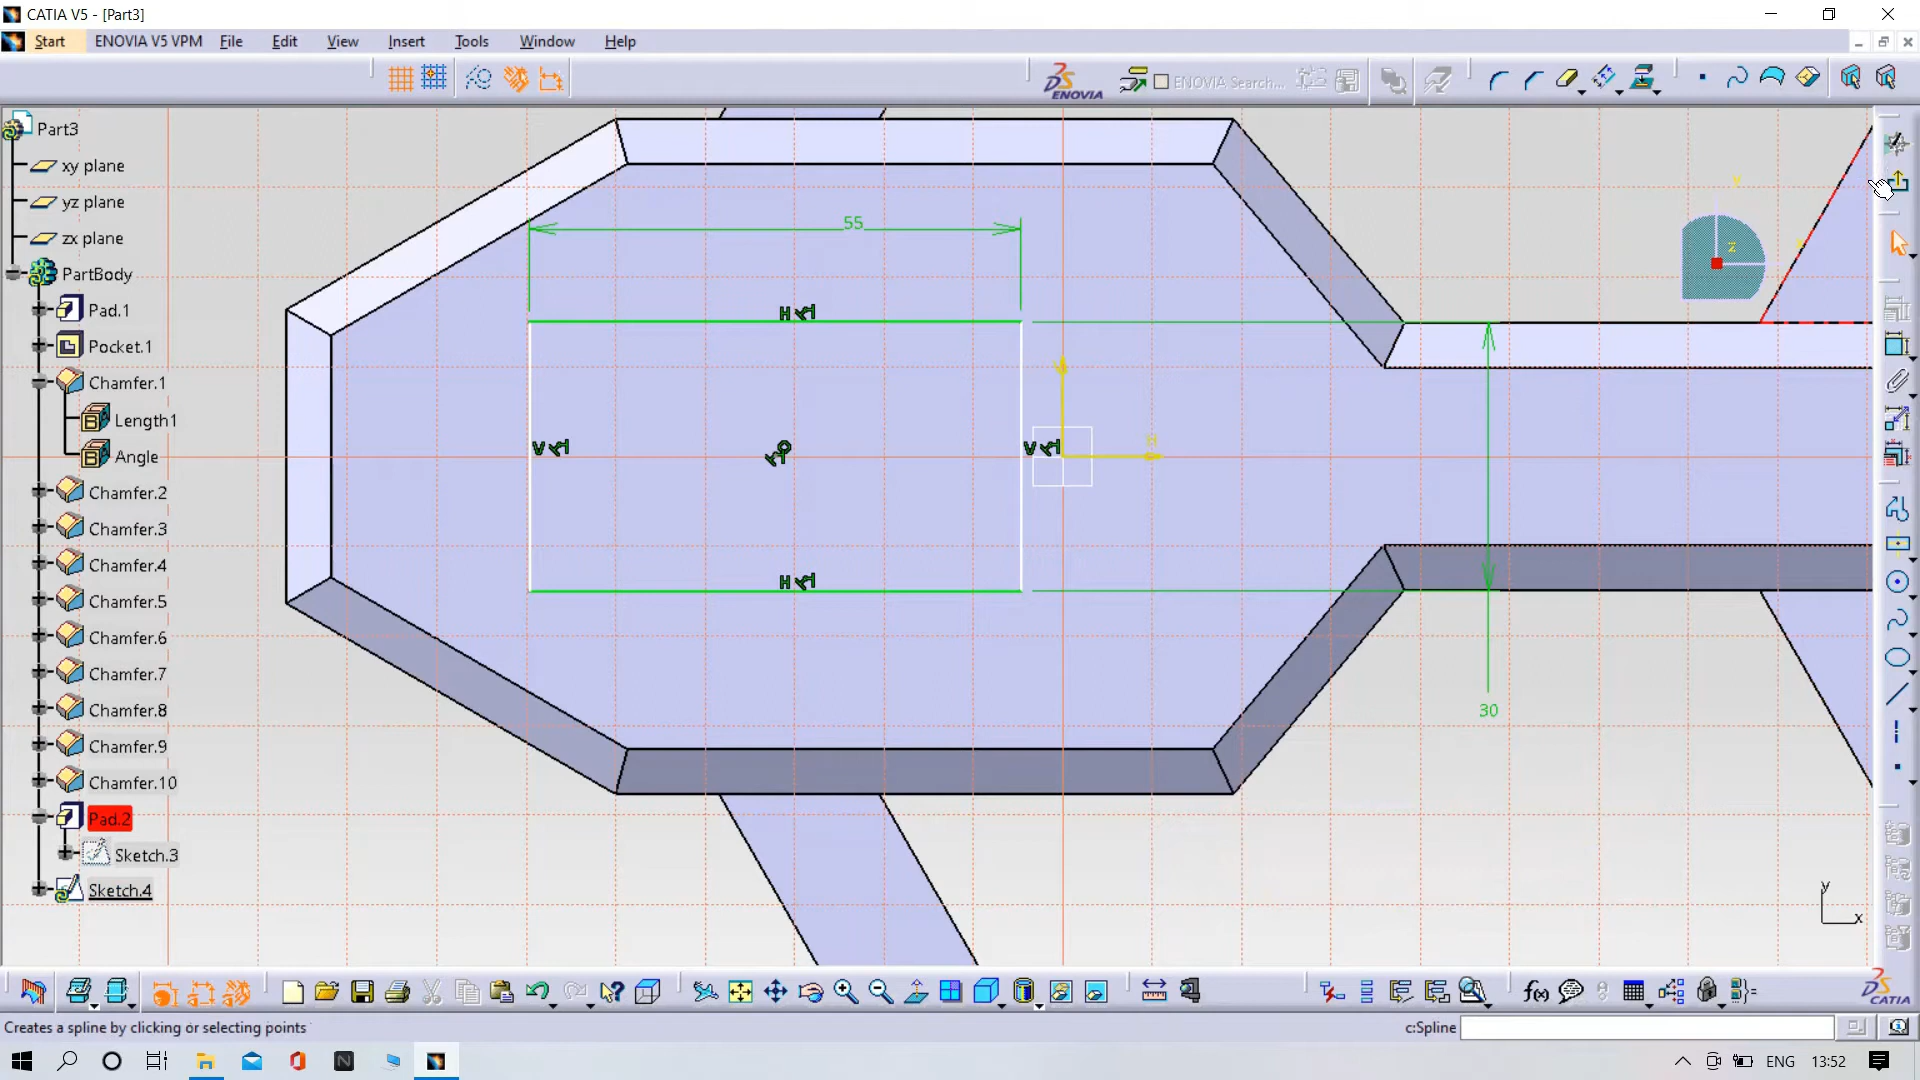 CATIA V5 - [Part3]
Start ENOVIA V5 VPM File Edit View Insert Tools Window Help
ENOVIA ENOVIA Search...
Part3
xy plane
yz plane
zx plane
PartBody
Pad.1
Pocket.1
Chamfer.1
Length1
Angle
Chamfer.2
Chamfer.3
Chamfer.4
Chamfer.5
Chamfer.6
Chamfer.7
Chamfer.8
Chamfer.9
Chamfer.10
Pad.2
Sketch.3
Sketch.4
55
H
V
V
H
H
30
Y
Z
y
x
CATIA
Creates a spline by clicking or selecting points
c:Spline
ENG 13:52